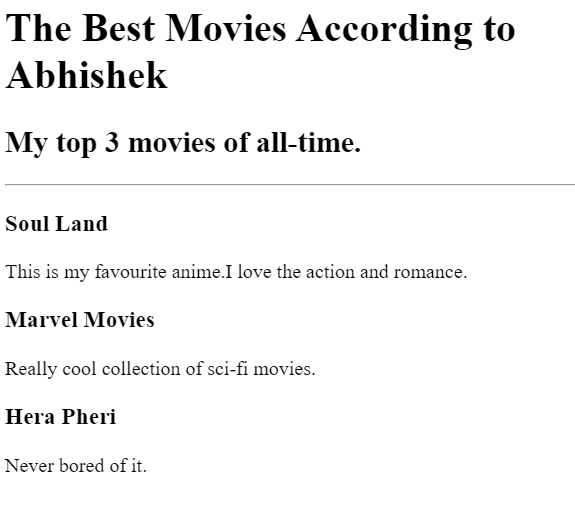 The Best Movies According to
Abhishek
My top 3 movies of all-time.
Soul Land
This is my favourite anime.I love the action and romance.
Marvel Movies
Really cool collection of sci-fi movies.
Hera Pheri
Never bored of it.